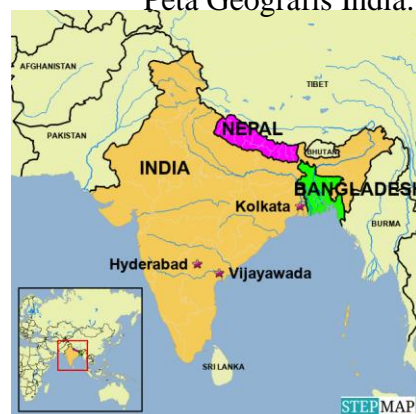 Peta Geografis India.
AFGHANISTAN
TIBET
PAKISTAN
NEPAL
BHUTAN
INDIA
BANGLADESH
Kolkata
BURMA
Hyderabad
Vijayawada
SRI LANKA
STEPMAP